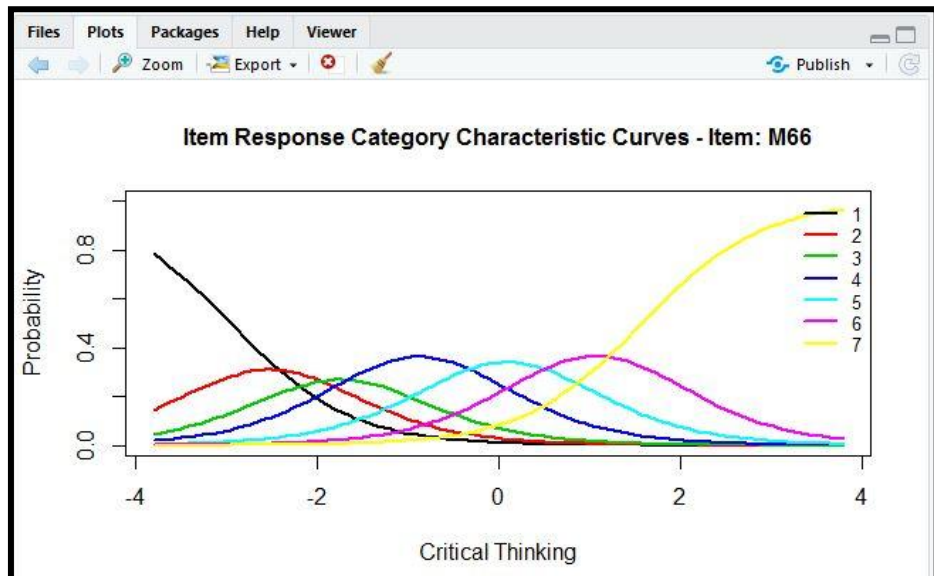 Files Plots Packages Help Viewer
Zoom Export Publish
Item Response Category Characteristic Curves - Item: M66
1
2
3
4
5
6
7
0.8
0.4
0.0
Probability
-4 -2 0 2 4
Critical Thinking